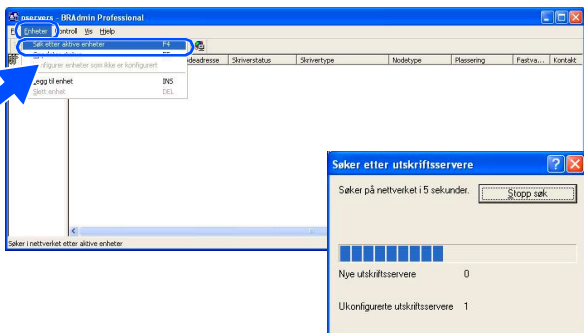 pservers - BRAdmin Professional
F Enheter ontroll Vis Hjelp
Søk etter aktive enheter F4
onfigurer enheter som ikke er konfigurert
Legg til enhet INS
Slett enhet DEL
deadresse Skriverstatus Skrivertype Nodetype Plassering Fastva... Kontakt
Søker i nettverket etter aktive enheter
Søker etter utskriftsservere
Søker på nettverket i 5 sekunder. Stopp søk
Nye utskriftsservere 0
Ukonfigurerte utskriftsservere 1